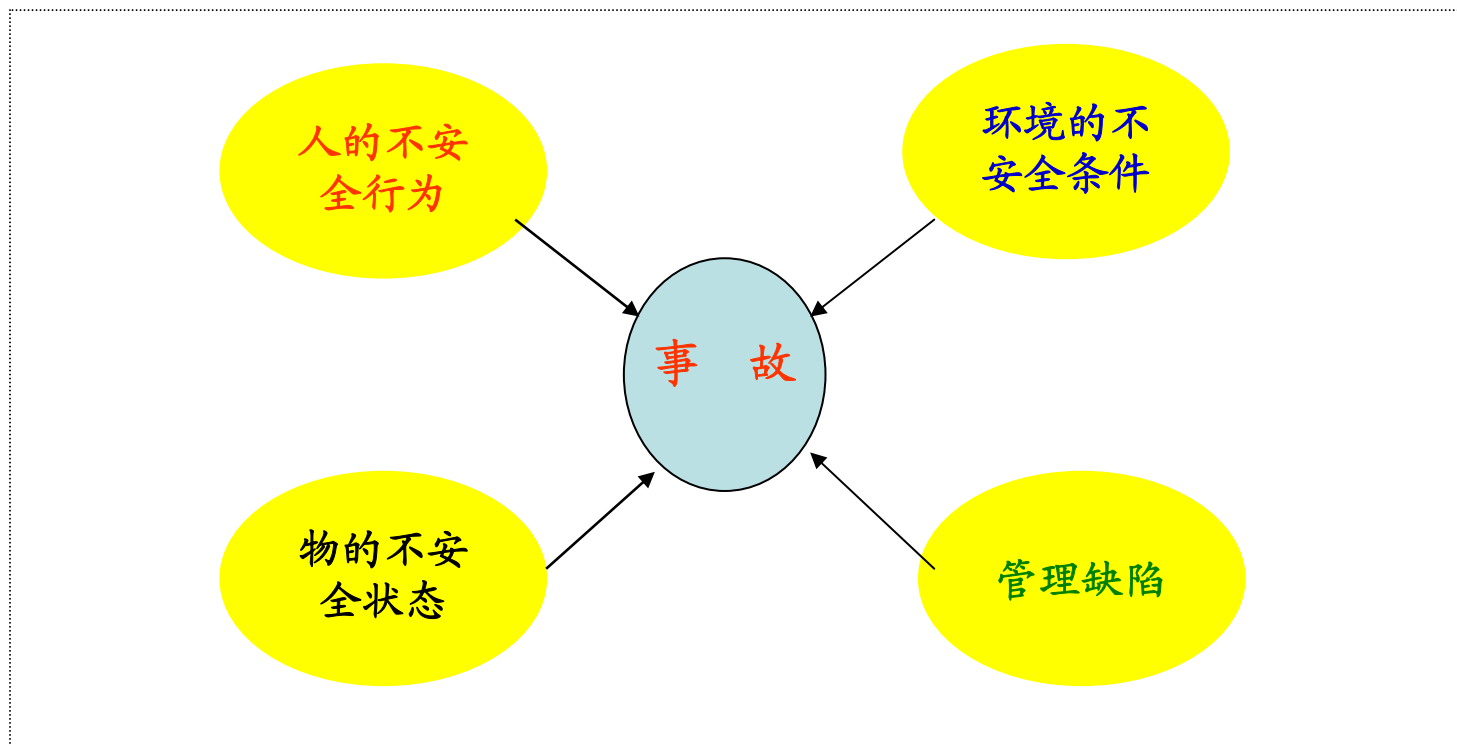 人的不安
全行为
环境的不
安全条件
事 故
物的不安
全状态
管理缺陷